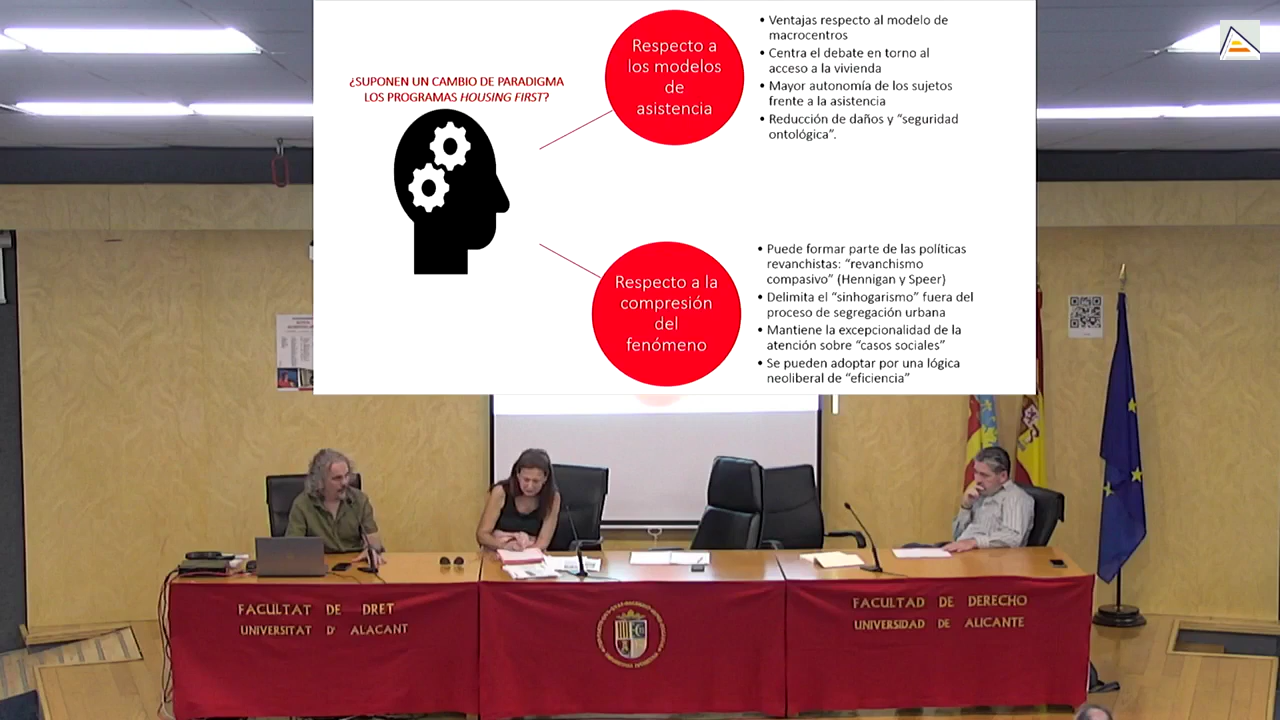 ¿SUPONEN UN CAMBIO DE PARADIGMA
LOS PROGRAMAS HOUSING FIRST?
Respecto a
los modelos
de
asistencia
• Ventajas respecto al modelo de
macrocentros
• Centra el debate en torno al
acceso a la vivienda
• Mayor autonomía de los sujetos
frente a la asistencia
• Reducción de daños y “seguridad
ontológica”.
Respecto a la
compresión
del
fenómeno
• Puede formar parte de las políticas
revanchistas: “revanchismo
compasivo” (Hennigan y Speer)
• Delimita el “sinhogarismo” fuera del
proceso de segregación urbana
• Mantiene la excepcionalidad de la
atención sobre “casos sociales”
• Se pueden adoptar por una lógica
neoliberal de “eficiencia”
FACULTAT DE DRET
UNIVERSITAT D' ALACANT
FACULTAD DE DERECHO
UNIVERSIDAD DE ALICANTE